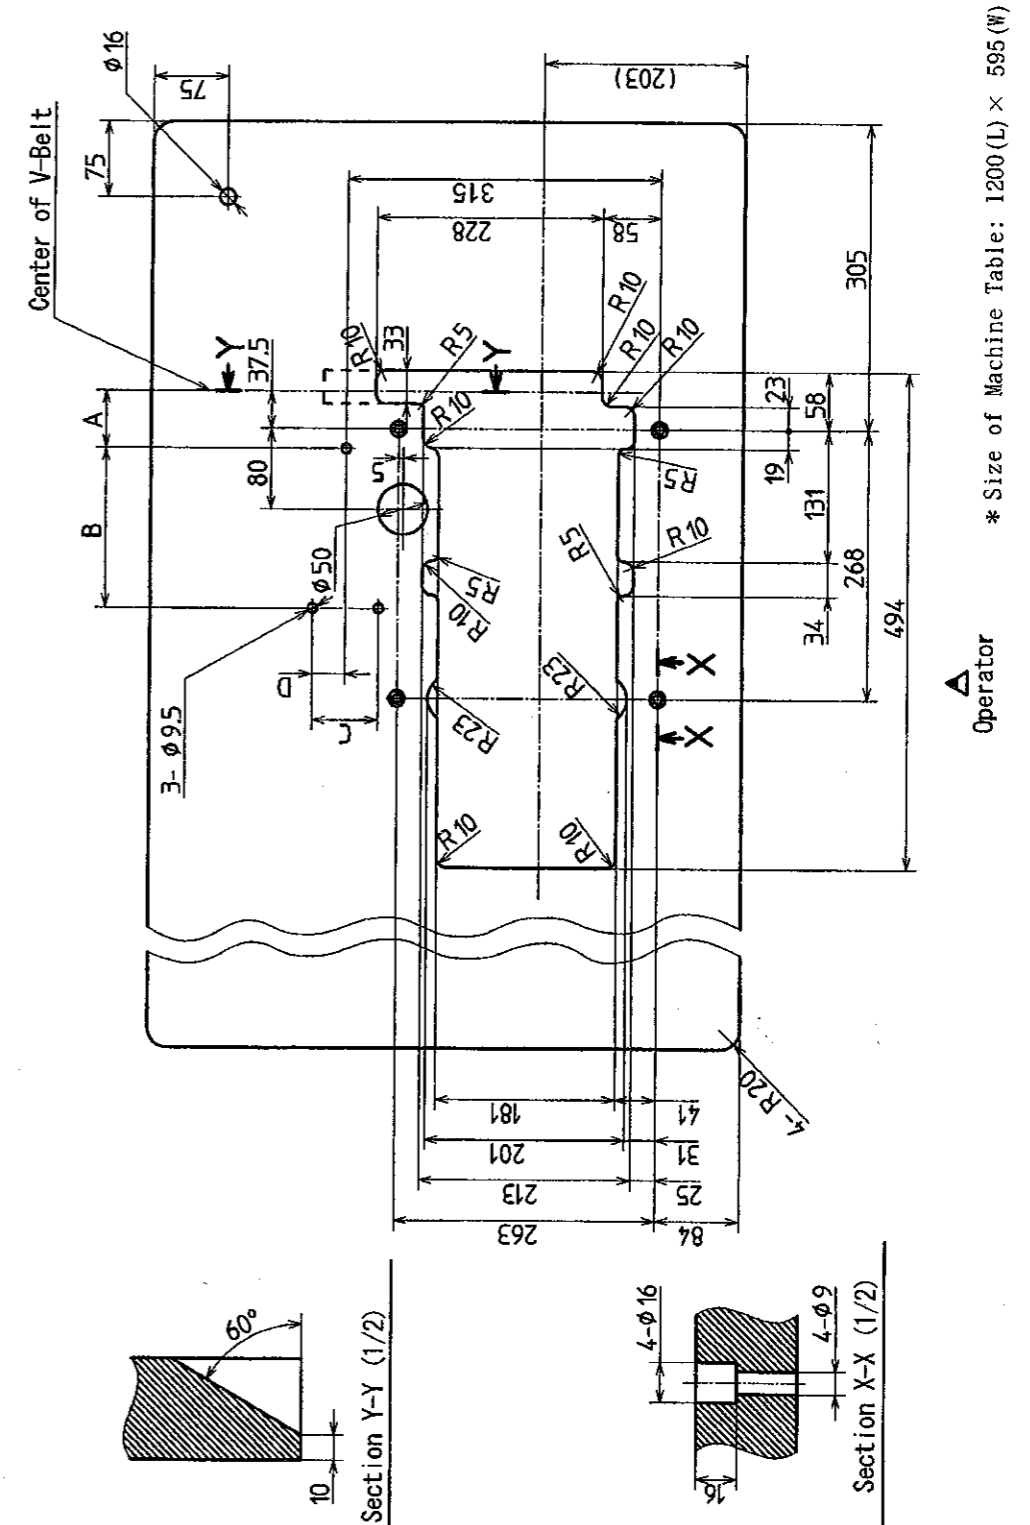 φ16
75
75
Center of V-Belt
(203)
315
228
58
305
Y
37.5
R10
33
R5
Y
R10
R10
R10
A
80
5
R10
23
58
19
R5
B
φ50
R5
R10
R5
R10
131
268
34
494
3-φ9.5
D
C
R23
R23
X
X
R10
R10
4-R20
181
41
201
31
213
25
263
84
60°
10
Section Y-Y (1/2)
4-φ16
4-φ9
16
Section X-X (1/2)
Operator
* Size of Machine Table: 1200(L)× 595(W)